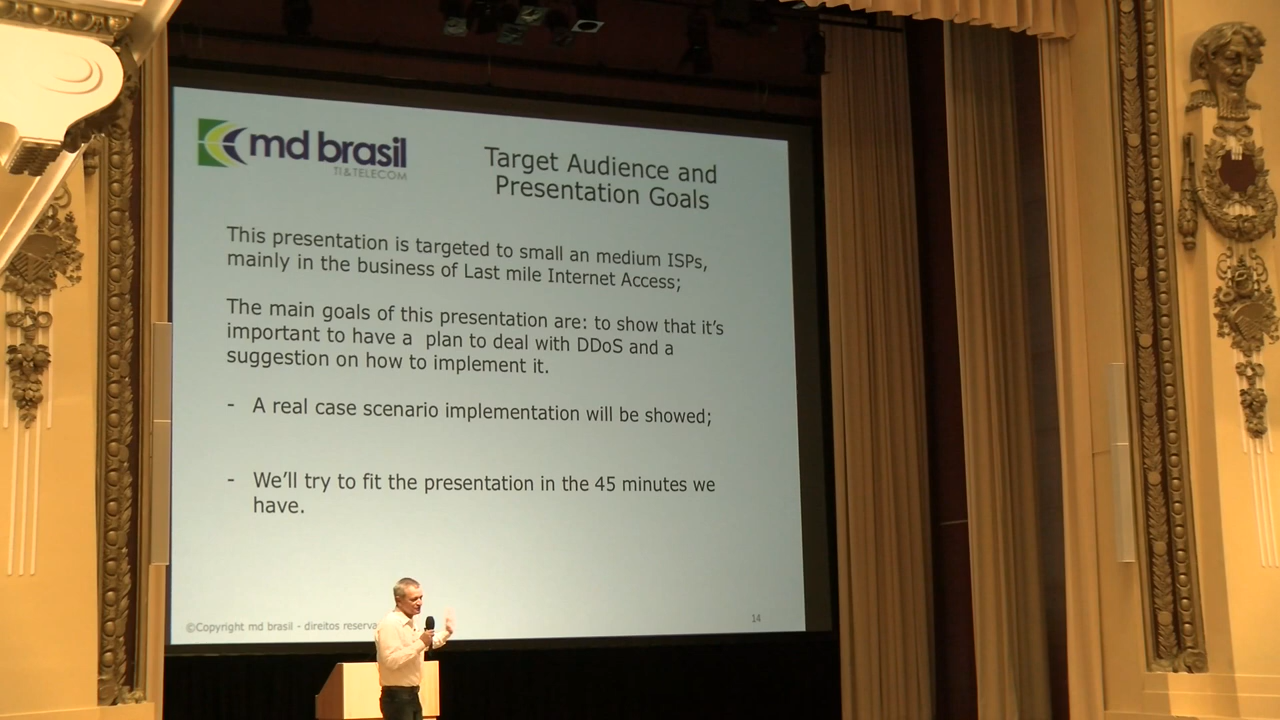 md brasil
TI & TELECOM
Target Audience and
Presentation Goals
This presentation is targeted to small an medium ISPs,
mainly in the business of Last mile Internet Access;
The main goals of this presentation are: to show that it's
important to have a plan to deal with DDoS and a
suggestion on how to implement it.
- A real case scenario implementation will be showed;
- We'll try to fit the presentation in the 45 minutes we
have.
©Copyright md brasil - direitos reserva
14